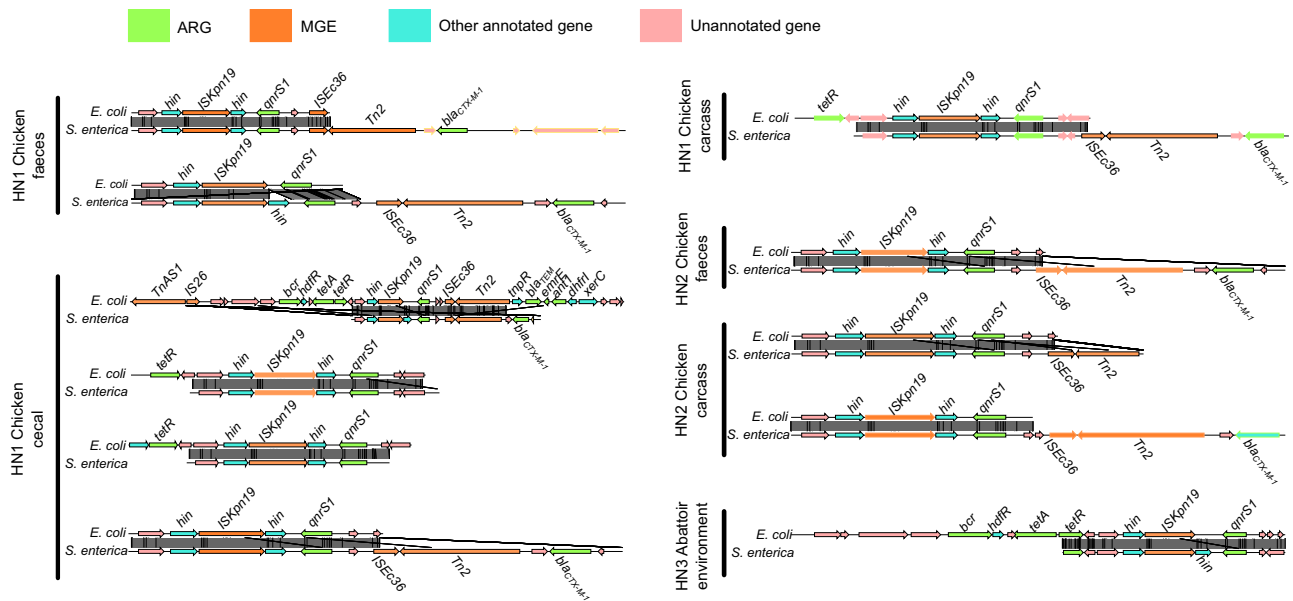 ARG MGE Other annotated gene Unannotated gene
HN1 Chicken
faeces
hin ISKpn19 hin qnrS1 ISEc36
E. coli
S. enterica
Tn2 blaCTX-M-1
hin ISKpn19 qnrS1
E. coli
S. enterica
hin ISEc36 Tn2 blaCTX-M-1
HN1 Chicken
cecal
TnAS1 IS26 bcr hdfR tetA tetR hin ISKpn19 qnrS1 ISEc36 Tn2 tnpR blaTEM emrE ant1 dhfrI xerC
E. coli
S. enterica
blaCTX-M-1
tetR hin ISKpn19 hin qnrS1
E. coli
S. enterica
tetR hin ISKpn19 hin qnrS1
E. coli
S. enterica
hin ISKpn19 hin qnrS1
E. coli
S. enterica
ISEc36 Tn2 blaCTX-M-1
HN1 Chicken
carcass
tetR hin ISKpn19 hin qnrS1
E. coli
S. enterica
ISEc36 Tn2 blaCTX-M-1
HN2 Chicken
faeces
hin ISKpn19 hin qnrS1
E. coli
S. enterica
ISEc36 Tn2 blaCTX-M-1
HN2 Chicken
carcass
hin ISKpn19 hin qnrS1
E. coli
S. enterica
ISEc36 Tn2
hin ISKpn19 hin qnrS1
E. coli
S. enterica
ISEc36 Tn2 blaCTX-M-1
HN3 Abattoir
environment
bcr hdfR tetA tetR hin ISKpn19 qnrS1
E. coli
S. enterica
hin